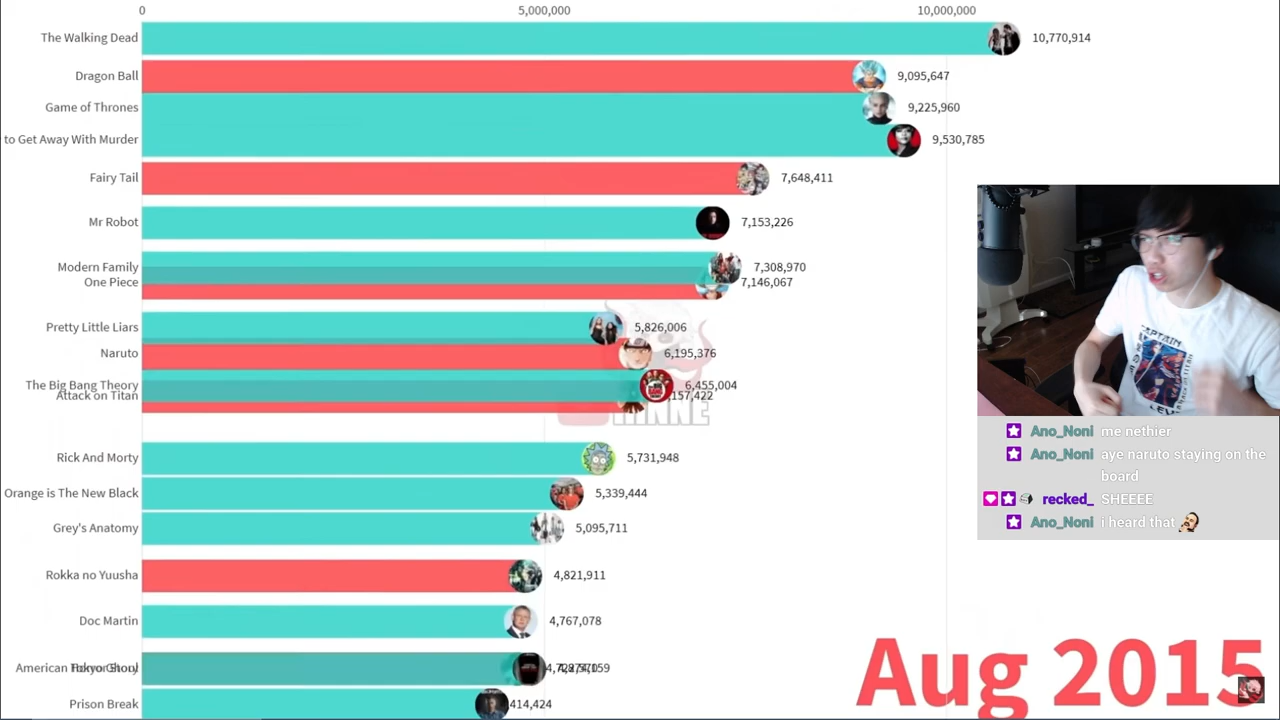 0 5,000,000 10,000,000
The Walking Dead 10,770,914
Dragon Ball 9,095,647
Game of Thrones 9,225,960
to Get Away With Murder 9,530,785
Fairy Tail 7,648,411
Mr Robot 7,153,226
Modern Family 7,308,970
One Piece 7,146,067
Pretty Little Liars 5,826,006
Naruto 6,195,376
The Big Bang Theory 6,455,004
Attack on Titan 157,422
Rick And Morty 5,731,948
Orange is The New Black 5,339,444
Grey's Anatomy 5,095,711
Rokka no Yuusha 4,821,911
Doc Martin 4,767,078
American
Prison Break 414,424
Aug 2015
Ano_Noni me nethier
Ano_Noni aye naruto staying on the
board
recked_ SHEEEE
Ano_Noni i heard that